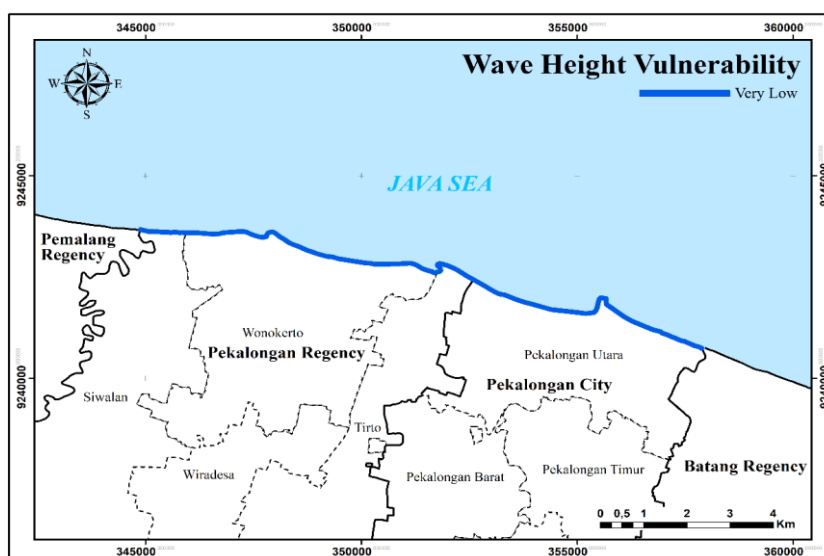 345000 350000 355000 360000
N
W E
S
Wave Height Vulnerability
Very Low
JAVA SEA
9245000 9245000
Pemalang
Regency
Wonokerto
Pekalongan Regency
Pekalongan Utara
Pekalongan City
9240000 9240000
Siwalan
Tirto
Wiradesa
Pekalongan Barat
Pekalongan Timur
Batang Regency
0 0,5 1 2 3 4
Km
345000 350000 355000 360000